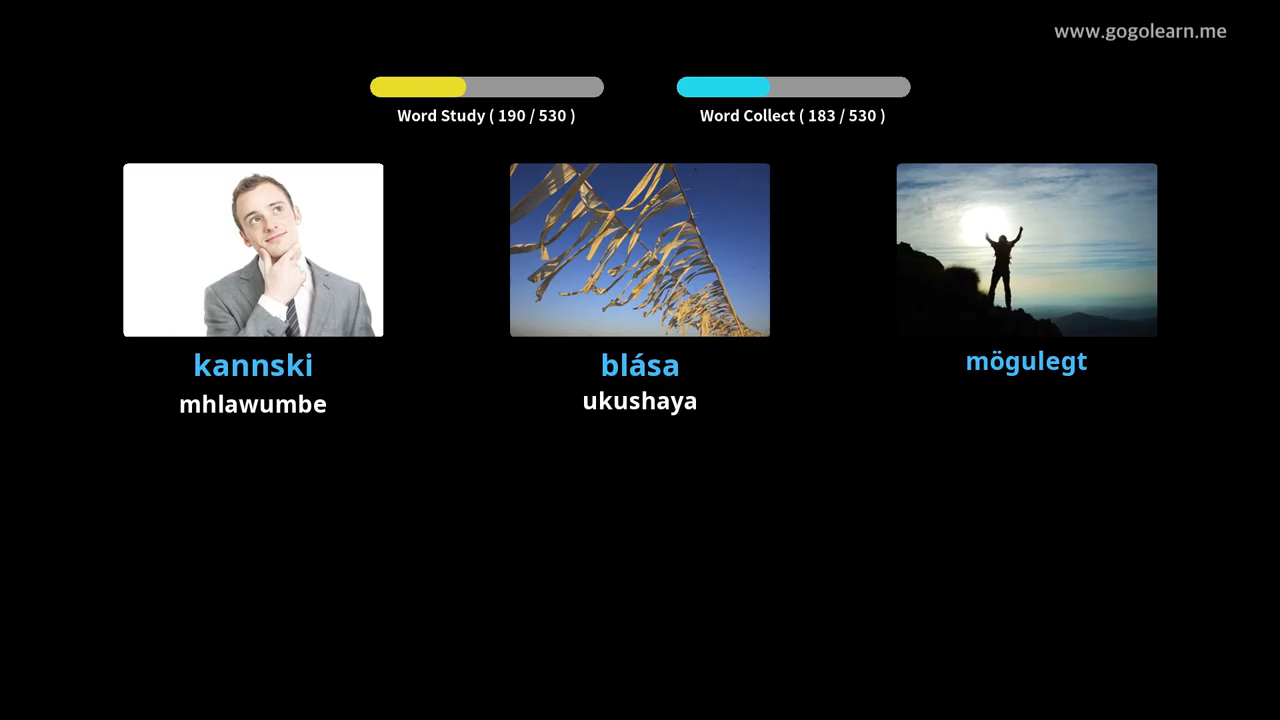 www.gogolearn.me
Word Study ( 190 / 530 )
Word Collect ( 183 / 530 )
kannski
mhlawumbe
blása
ukushaya
mögulegt